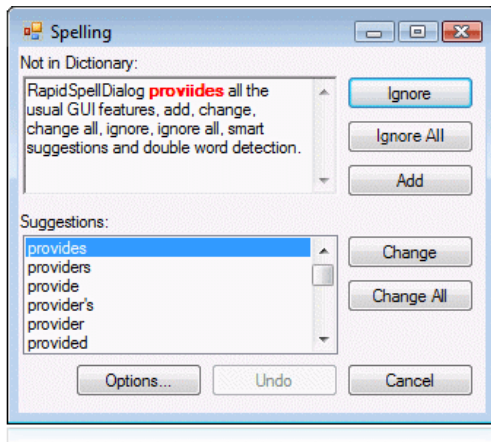 Spelling
Not in Dictionary:
RapidSpellDialog proviides all the
usual GUI features, add, change,
change all, ignore, ignore all, smart
suggestions and double word detection.
Ignore
Ignore All
Add
Suggestions:
provides
providers
provide
provider's
provider
provided
Change
Change All
Options...
Undo
Cancel